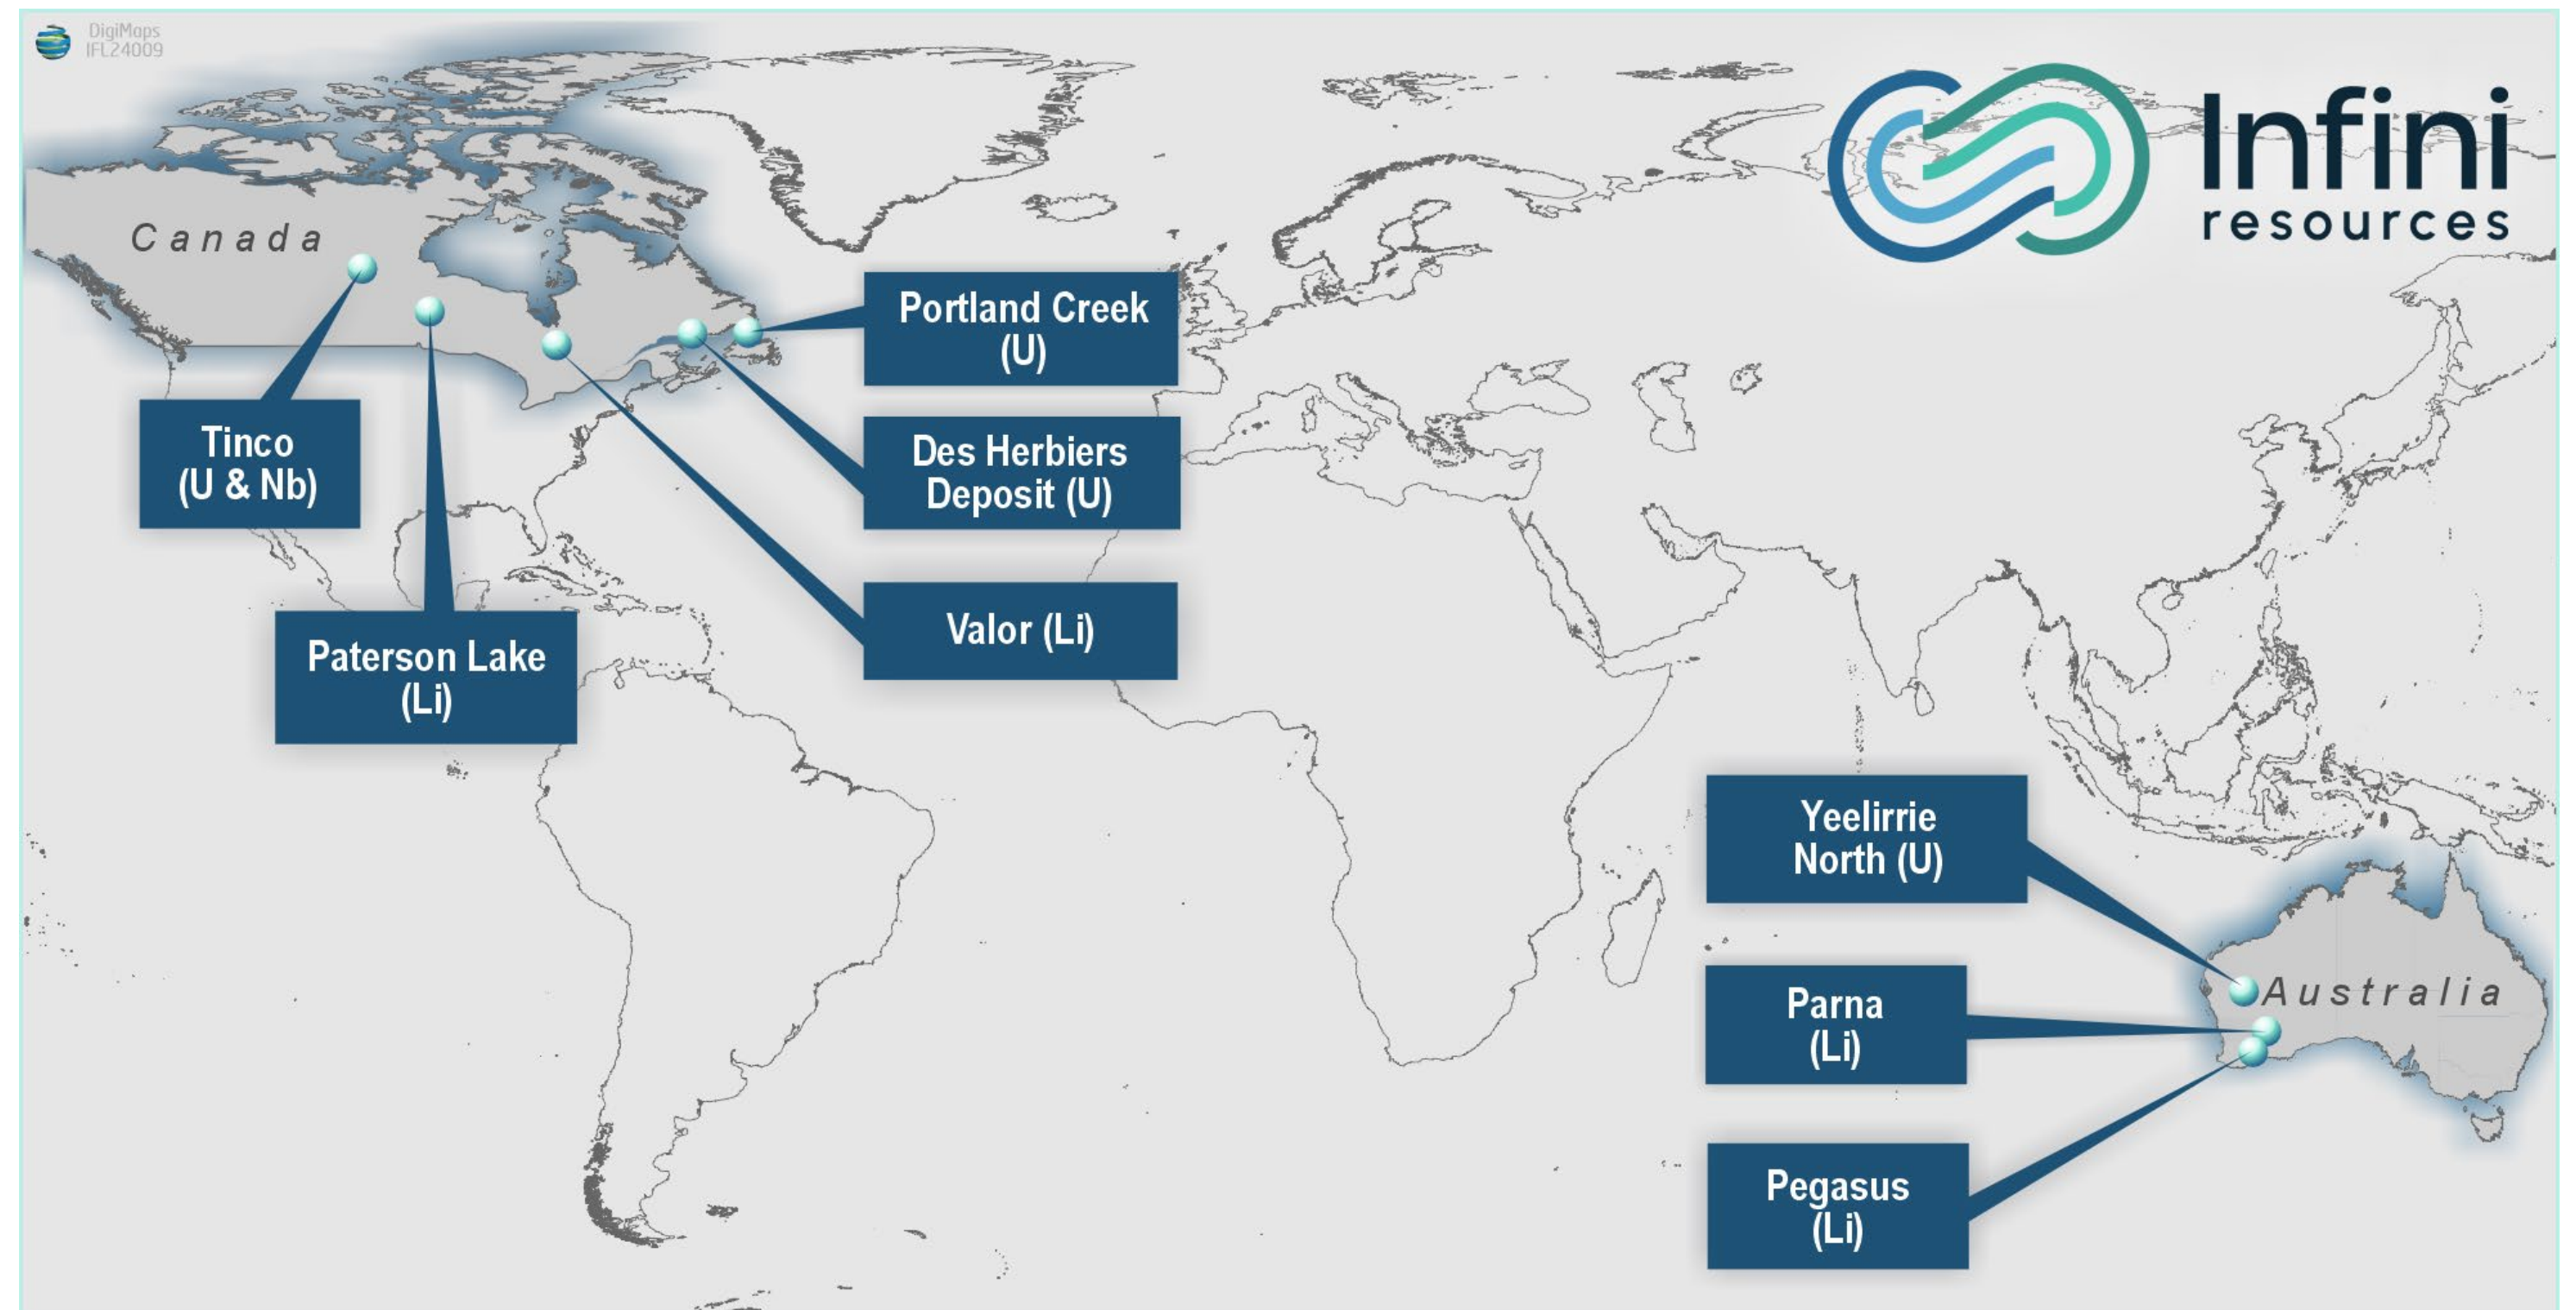 DigiMaps
IFL24009
Infini
resources
Canada
Portland Creek
(U)
Des Herbiers
Deposit (U)
Tinco
(U & Nb)
Valor (Li)
Paterson Lake
(Li)
Yeelirrie
North (U)
Australia
Parna
(Li)
Pegasus
(Li)